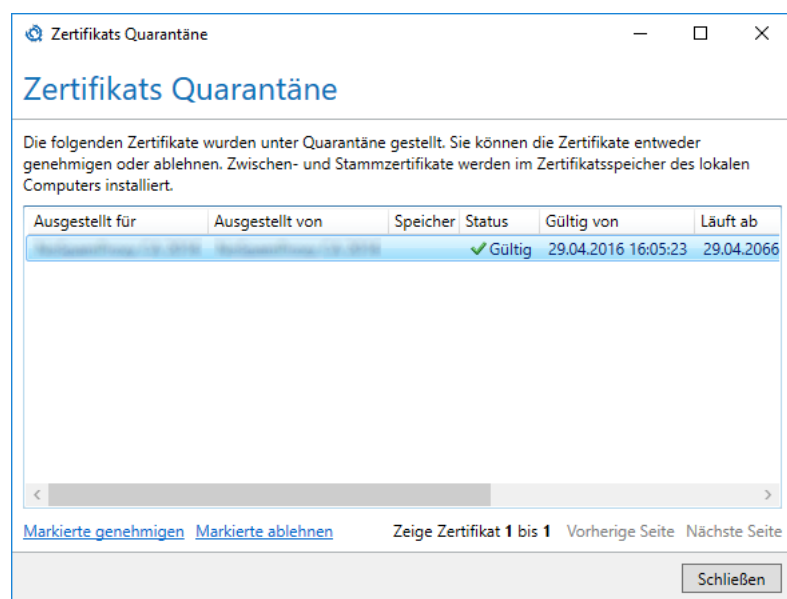 Zertifikats Quarantäne
Zertifikats Quarantäne
Die folgenden Zertifikate wurden unter Quarantäne gestellt. Sie können die Zertifikate entweder
genehmigen oder ablehnen. Zwischen- und Stammzertifikate werden im Zertifikatsspeicher des lokalen
Computers installiert.
Ausgestellt für Ausgestellt von Speicher Status Gültig von Läuft ab
Gültig 29.04.2016 16:05:23 29.04.2066
Markierte genehmigen Markierte ablehnen Zeige Zertifikat 1 bis 1 Vorherige Seite Nächste Seite
Schließen